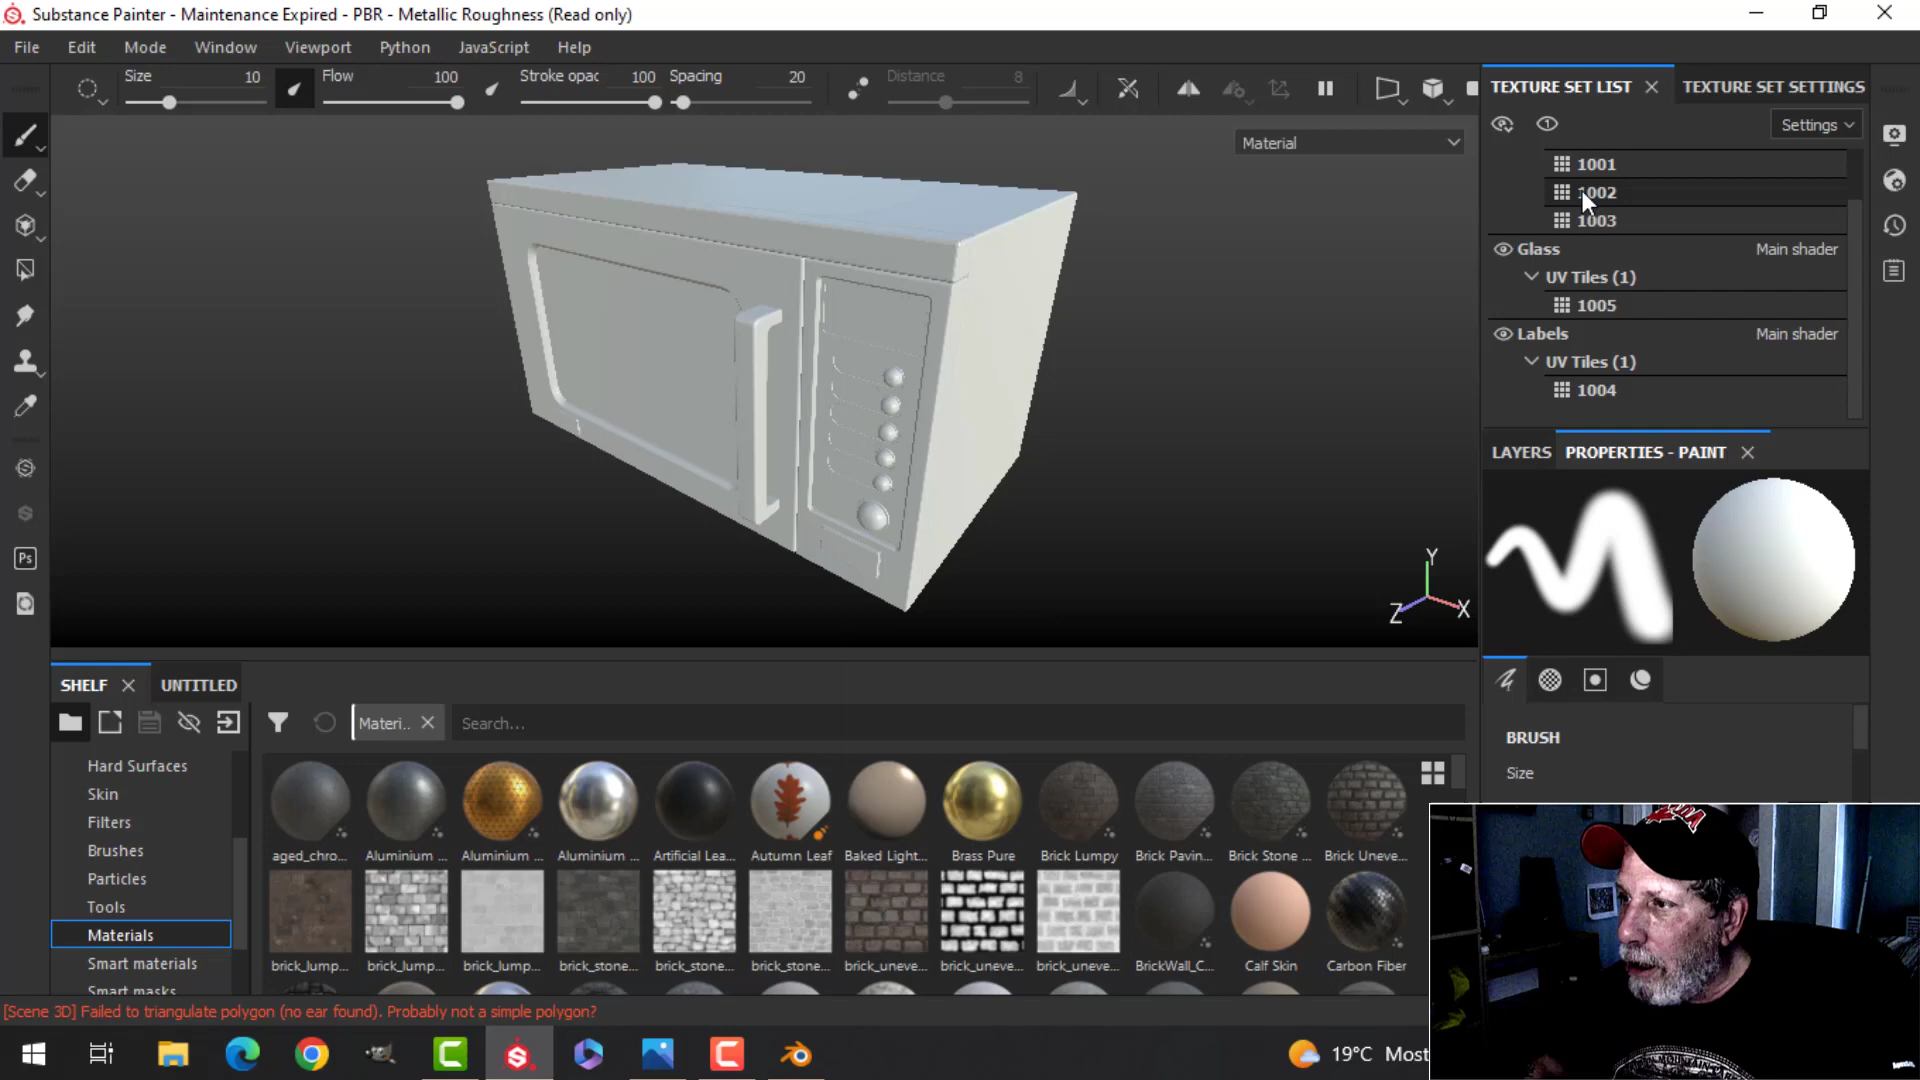 Substance Painter - Maintenance Expired - PBR - Metallic Roughness (Read only)
File Edit Mode Window Viewport Python JavaScript Help
Size 10 Flow 100 Stroke opac 100 Spacing 20 Distance 8
Material
TEXTURE SET LIST TEXTURE SET SETTINGS
Settings
1001
1002
1003
Glass Main shader
UV Tiles (1)
1005
Labels Main shader
UV Tiles (1)
1004
Y
Z X
LAYERS PROPERTIES - PAINT
BRUSH
Size
Ps
SHELF UNTITLED
Materi.. Search...
Hard Surfaces
Skin
Filters
Brushes
Particles
Tools
Materials
Smart materials
Smart masks
aged_chro... Aluminium ... Aluminium ... Aluminium ... Artificial Lea... Autumn Leaf Baked Light... Brass Pure Brick Lumpy Brick Pavin... Brick Stone ... Brick Uneve...
brick_lump... brick_lump... brick_lump... brick_stone... brick_stone... brick_stone... brick_uneve... brick_uneve... brick_uneve... BrickWall_C... Calf Skin Carbon Fiber
[Scene 3D] Failed to triangulate polygon (no ear found). Probably not a simple polygon?
19°C Most